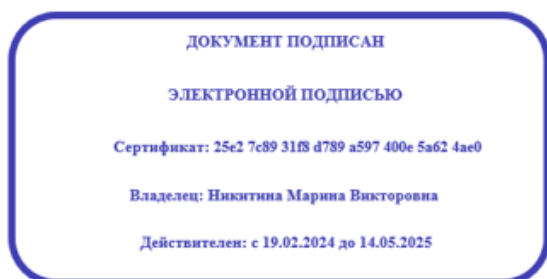 ДОКУМЕНТ ПОДПИСАН
ЭЛЕКТРОННОЙ ПОДПИСЬЮ
Сертификат: 25e2 7c89 31f8 d789 a597 400e 5a62 4ae0
Владелец: Никитина Марина Викторовна
Действителен: с 19.02.2024 до 14.05.2025